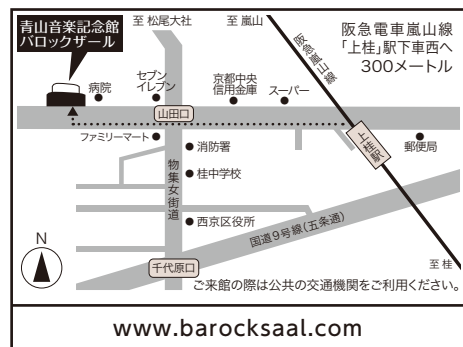 青山音楽記念館
バロックザール
至 松尾大社
至 嵐山
阪急嵐山線
阪急電車嵐山線
「上桂」駅下車西へ
300メートル
病院
セブン
イレブン
京都中央
信用金庫
スーパー
山田口
ファミリーマート
消防署
上桂駅
郵便局
物集女街道
桂中学校
西京区役所
国道9号線(五条通)
N
千代原口
至 桂
ご来館の際は公共の交通機関をご利用ください。
www.barocksaal.com